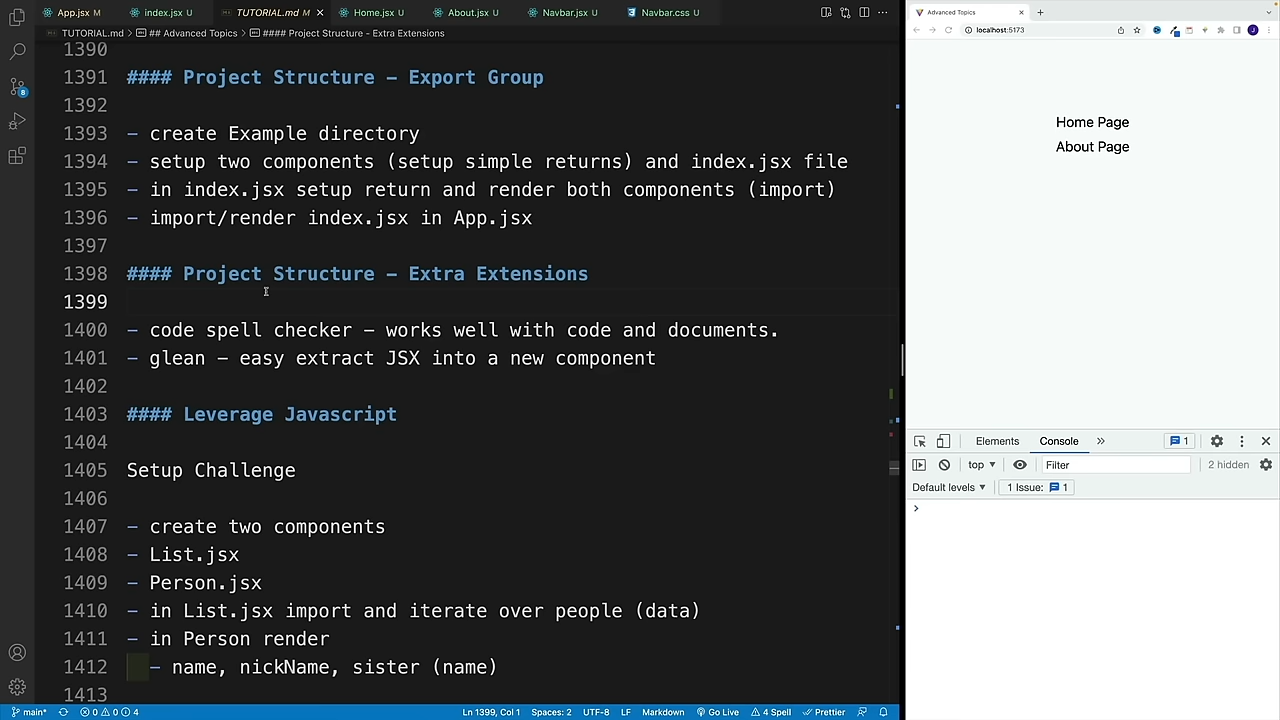 App.jsx M
index.jsx U
TUTORIAL.md M
Home.jsx U
About.jsx U
Navbar.jsx U
Navbar.css U
TUTORIAL.md > ## Advanced Topics > #### Project Structure - Extra Extensions
1390
1391 #### Project Structure - Export Group
1392
1393 - create Example directory
1394 - setup two components (setup simple returns) and index.jsx file
1395 - in index.jsx setup return and render both components (import)
1396 - import/render index.jsx in App.jsx
1397
1398 #### Project Structure - Extra Extensions
1399
1400 - code spell checker - works well with code and documents.
1401 - glean - easy extract JSX into a new component
1402
1403 #### Leverage Javascript
1404
1405 Setup Challenge
1406
1407 - create two components
1408 - List.jsx
1409 - Person.jsx
1410 - in List.jsx import and iterate over people (data)
1411 - in Person render
1412 - name, nickName, sister (name)
1413
8
main* 0 0 4 Ln 1399, Col 1 Spaces: 2 UTF-8 LF Markdown Go Live 4 Spell Prettier
Advanced Topics
localhost:5173
J
Home Page
About Page
Elements Console 1
top Filter 2 hidden
Default levels 1 Issue: 1